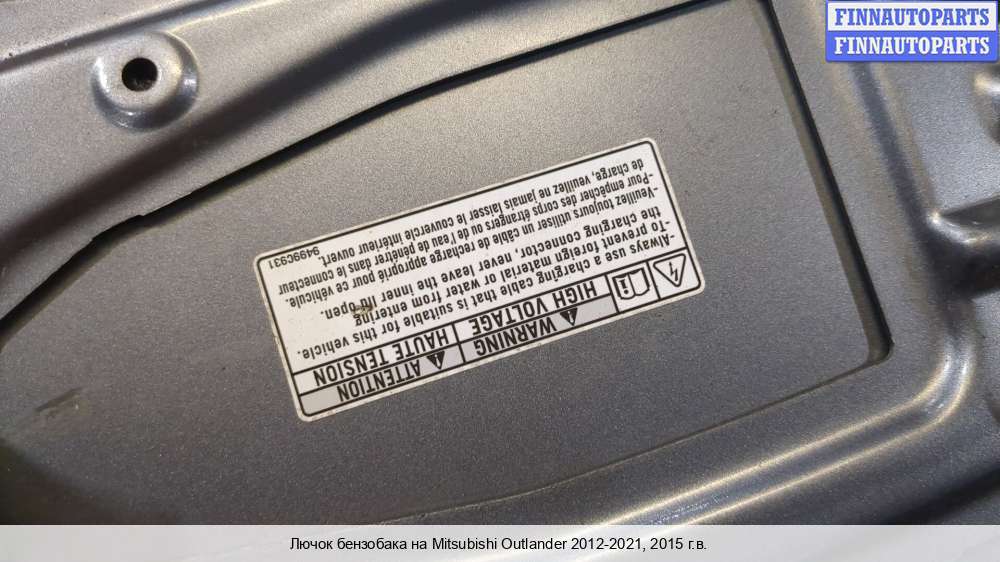 FINNAUTOPARTS
FINNAUTOPARTS
WARNING
HIGH VOLTAGE
ATTENTION
HAUTE TENSION
-Always use a charging cable that is suitable for this vehicle.
-To prevent foreign material or water from entering
the charging connector, never leave the inner lid open.
-Veuillez toujours utiliser un câble de recharge approprié pour ce véhicule.
-Pour empêcher des corps étrangers ou de l'eau de pénétrer dans le connecteur
de charge, veuillez ne jamais laisser le couvercle intérieur ouvert.
9499C931
Лючок бензобака на Mitsubishi Outlander 2012-2021, 2015 г.в.